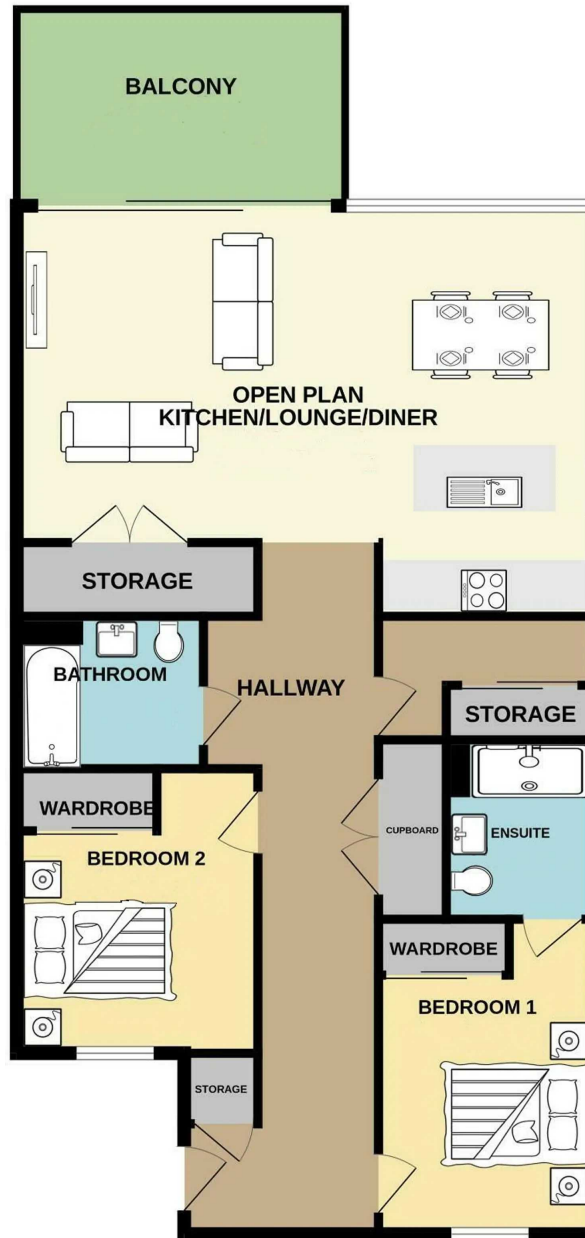 BALCONY
OPEN PLAN
KITCHEN/LOUNGE/DINER
STORAGE
BATHROOM
HALLWAY
STORAGE
WARDROBE
CUPBOARD
ENSUITE
BEDROOM 2
WARDROBE
BEDROOM 1
STORAGE